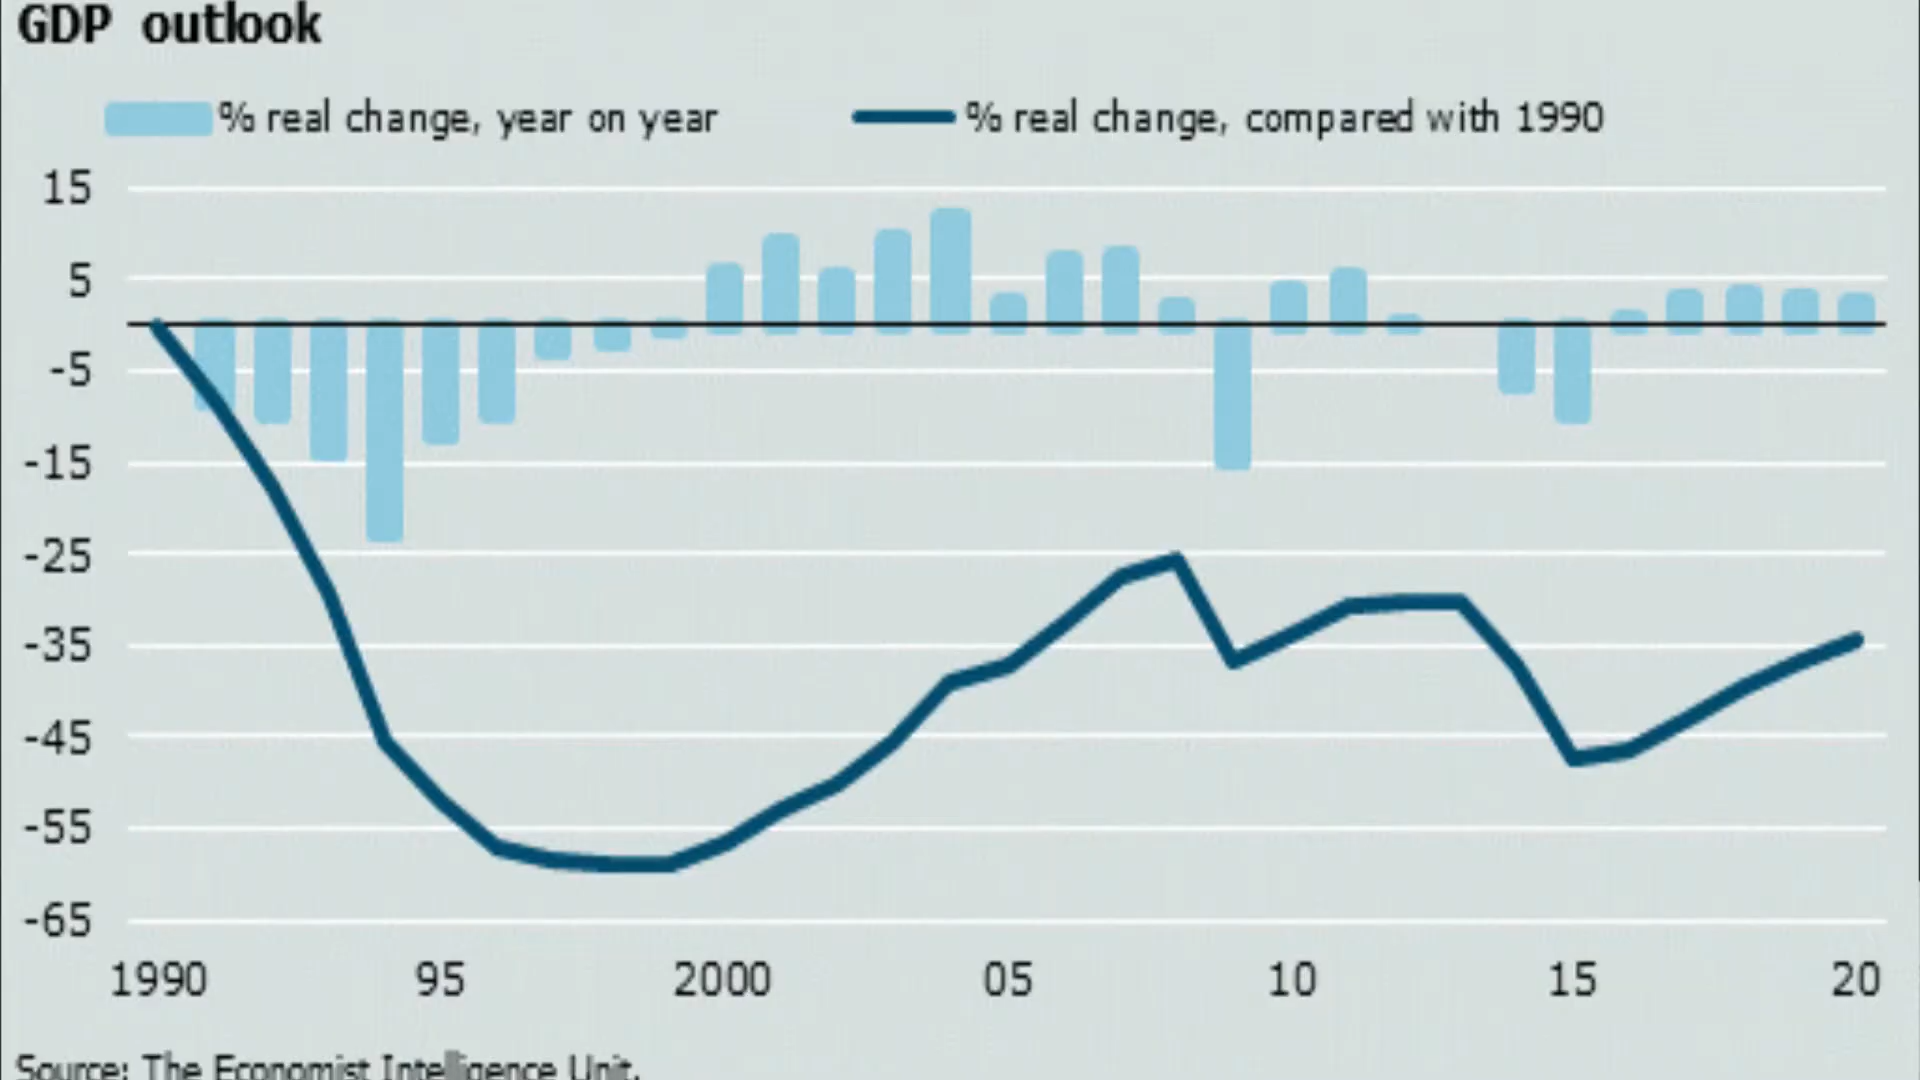 GDP outlook
% real change, year on year % real change, compared with 1990
15
5
-5
-15
-25
-35
-45
-55
-65
1990 95 2000 05 10 15 20
Source: The Economist Intelligence Unit.